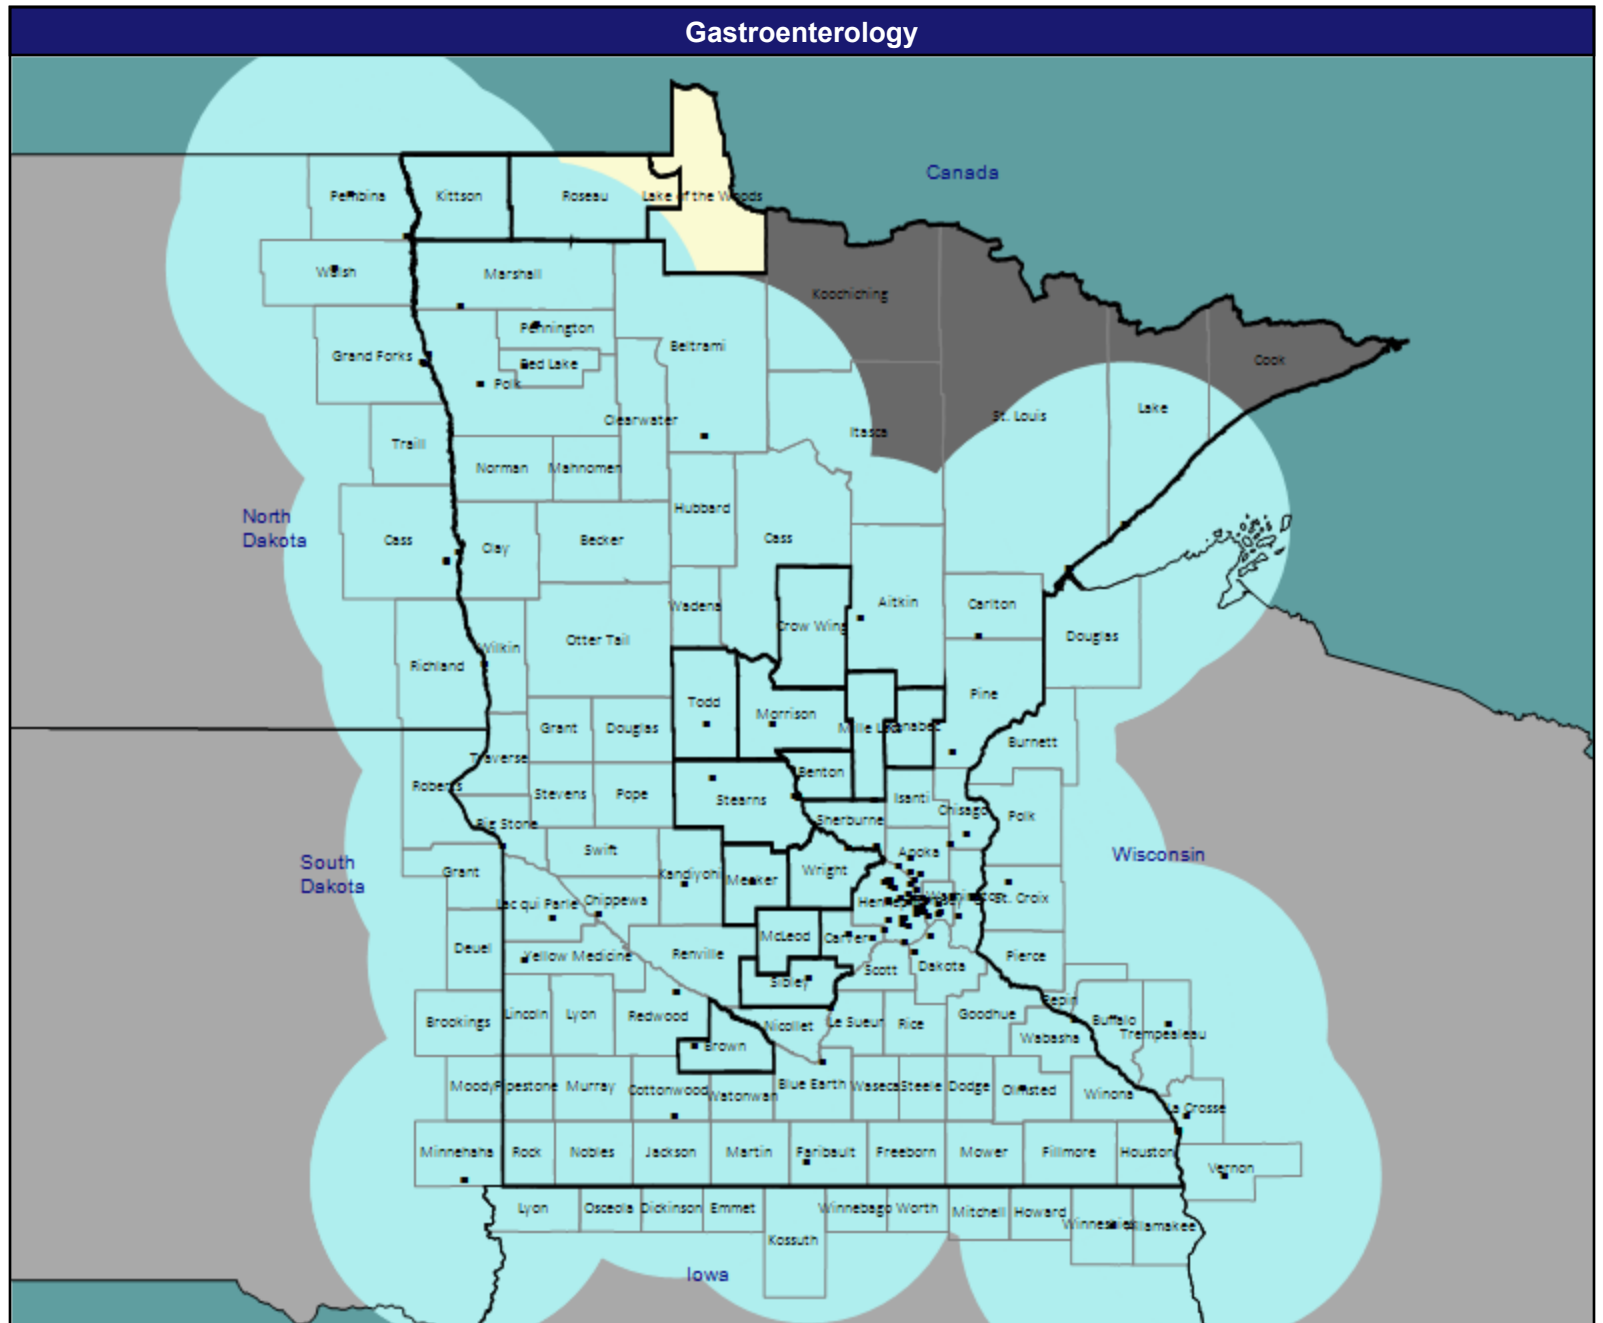 Gastroenterology
Canada
Pembina
Kittson
Roseau
Lake of the Woods
Walsh
Marshall
Koochiching
Pennington
Grand Forks
Beltrami
Cook
Red Lake
Polk
Lake
St. Louis
Clearwater
Itasca
Traill
Norman
Mahnomen
Hubbard
North
Dakota
Cass
Clay
Becker
Cass
Wadena
Aitkin
Carlton
Crow Wing
Douglas
Otter Tail
Wilkin
Richland
Pine
Todd
Morrison
Grant
Douglas
Mille Lacs
Kanabec
Burnett
Traverse
Benton
Roberts
Stevens
Pope
Stearns
Isanti
Chisago
Polk
Big Stone
Sherburne
Swift
Anoka
Wisconsin
South
Dakota
Grant
Kandiyohi
Meeker
Wright
Lac qui Parle
Chippewa
Hennepin
Washington
St. Croix
McLeod
Carver
Deuel
Yellow Medicine
Renville
Pierce
Scott
Dakota
Sibley
Pepin
Brookings
Lincoln
Lyon
Redwood
Nicollet
Le Sueur
Rice
Goodhue
Wabasha
Buffalo
Trempealeau
Brown
Moody
Pipestone
Murray
Cottonwood
Watonwan
Blue Earth
Waseca
Steele
Dodge
Olmsted
Winona
La Crosse
Minnehaha
Rock
Nobles
Jackson
Martin
Faribault
Freeborn
Mower
Fillmore
Houston
Vernon
Lyon
Osceola
Dickinson
Emmet
Winnebago
Worth
Mitchell
Howard
Winneshiek
Allamakee
Kossuth
Iowa